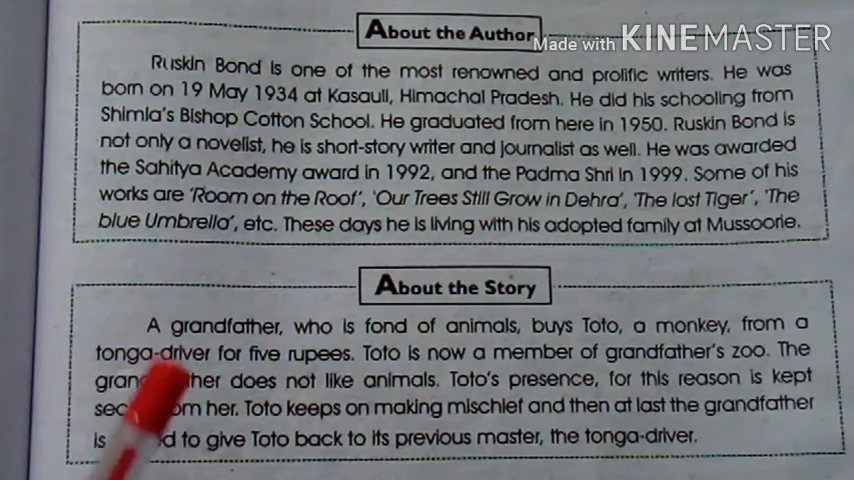 About the Author
Made with KINEMASTER
Ruskin Bond is one of the most renowned and prolific writers. He was
born on 19 May 1934 at Kasauli, Himachal Pradesh. He did his schooling from
Shimla's Bishop Cotton School. He graduated from here in 1950. Ruskin Bond is
not only a novelist, he is short-story writer and journalist as well. He was awarded
the Sahitya Academy award in 1992, and the Padma Shri in 1999. Some of his
works are 'Room on the Roof', 'Our Trees Still Grow in Dehra', 'The lost Tiger', 'The
blue Umbrella', etc. These days he is living with his adopted family at Mussoorie.
About the Story
A grandfather, who is fond of animals, buys Toto, a monkey, from a
tonga-driver for five rupees. Toto is now a member of grandfather's zoo. The
does not like animals. Toto's presence, for this reason is kept
her. Toto keeps on making mischief and then at last the grandfather
is to give Toto back to its previous master, the tonga-driver.